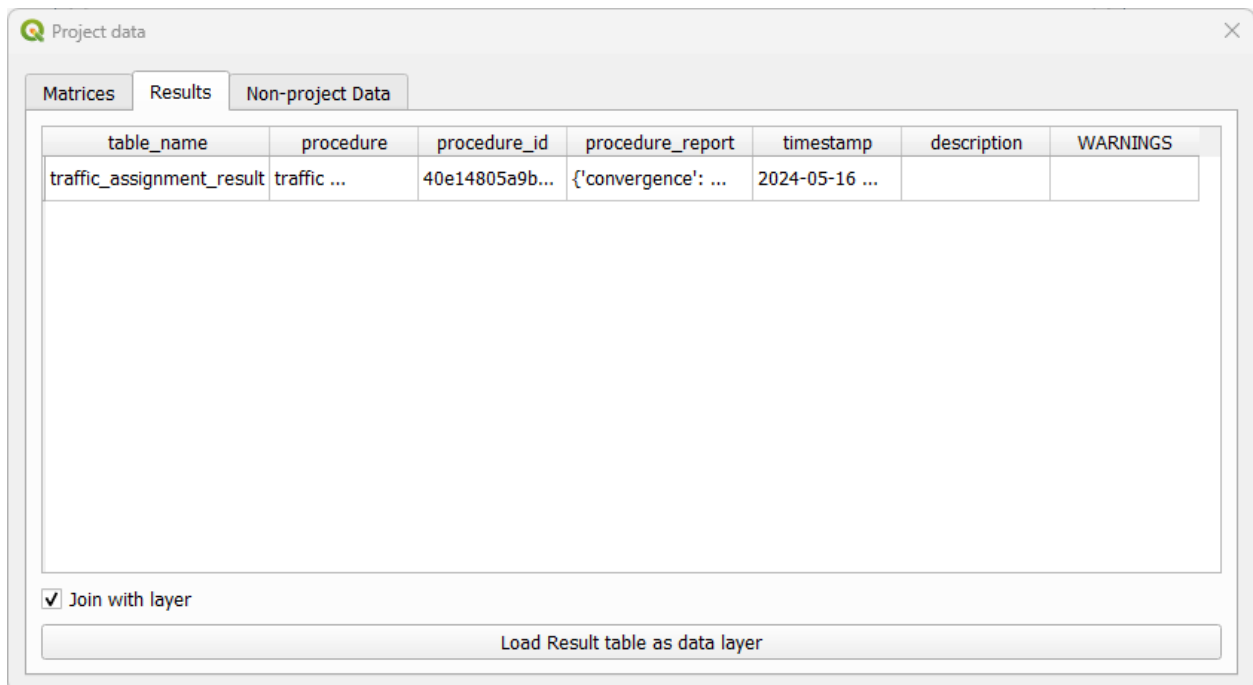 Project data
Matrices Results Non-project Data
table_name procedure procedure_id procedure_report timestamp description WARNINGS
traffic_assignment_result traffic ... 40e14805a9b... {'convergence': ... 2024-05-16 ...
Join with layer
Load Result table as data layer